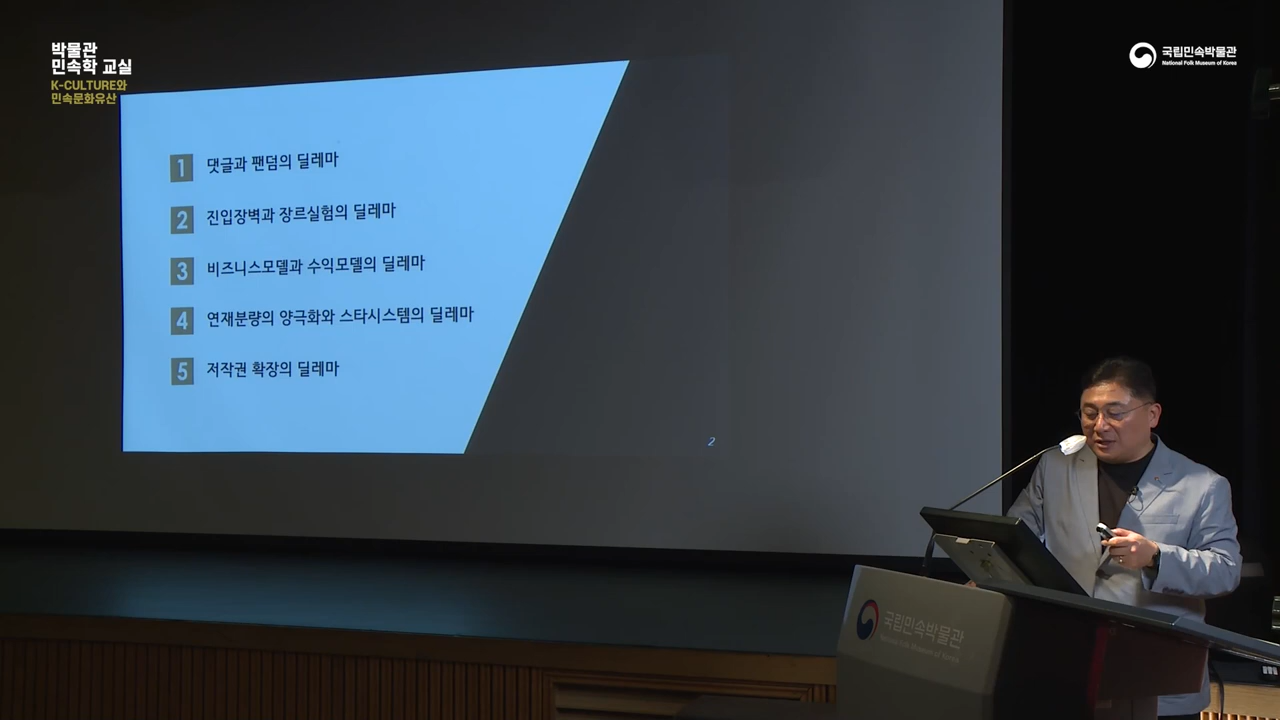 박물관
민속학 교실
K-CULTURE와
민속문화유산
국립민속박물관
National Folk Museum of Korea
1 댓글과 팬덤의 딜레마
2 진입장벽과 장르실험의 딜레마
3 비즈니스모델과 수익모델의 딜레마
4 연재분량의 양극화와 스타시스템의 딜레마
5 저작권 확장의 딜레마
2
국립민속박물관
National Folk Museum of Korea